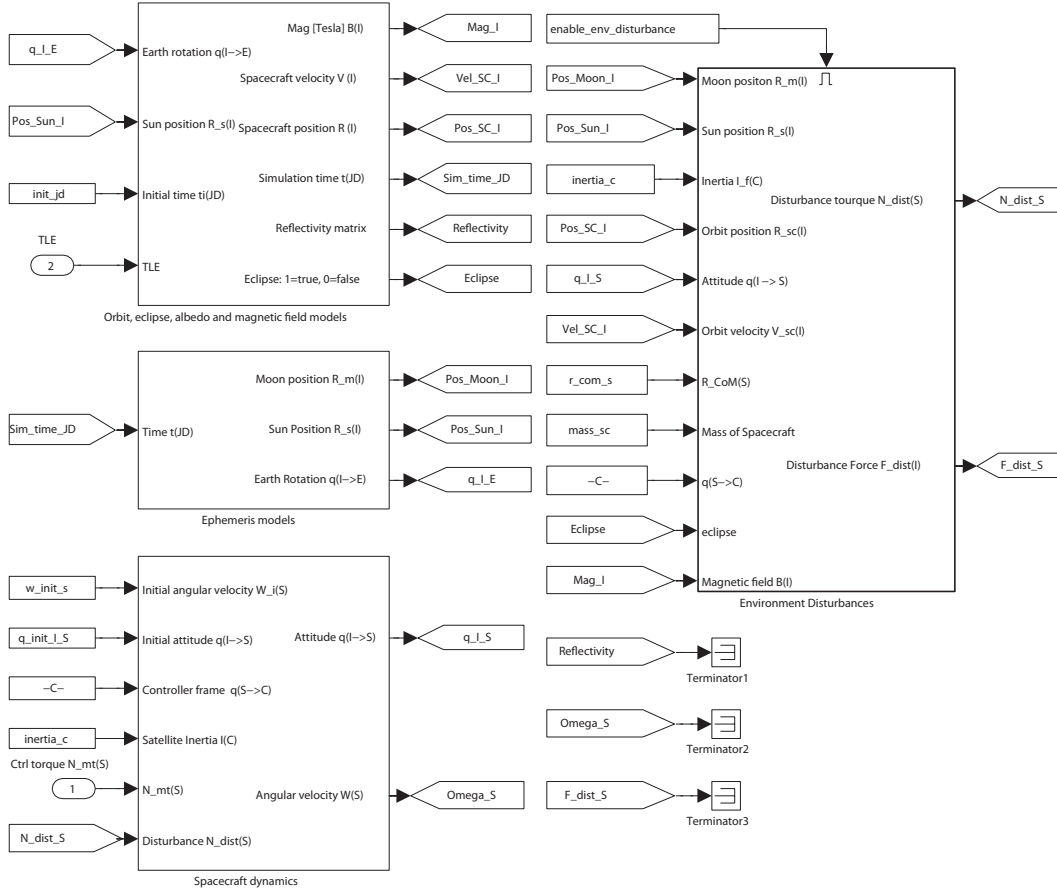 q_I_E
Pos_Sun_I
init_jd
TLE
2
Earth rotation q(I−>E)
Sun position R_s(I)
Initial time ti(JD)
TLE
Mag [Tesla] B(I)
Spacecraft velocity V (I)
Spacecraft position R (I)
Simulation time t(JD)
Reflectivity matrix
Eclipse: 1=true, 0=false
Orbit, eclipse, albedo and magnetic field models
Mag_I
Vel_SC_I
Pos_SC_I
Sim_time_JD
Reflectivity
Eclipse
Sim_time_JD
Time t(JD)
Moon position R_m(I)
Sun Position R_s(I)
Earth Rotation q(I−>E)
Ephemeris models
Pos_Moon_I
Pos_Sun_I
q_I_E
w_init_s
q_init_I_S
−C−
inertia_c
Ctrl torque N_mt(S)
1
N_dist_S
Initial angular velocity W_i(S)
Initial attitude q(I−>S)
Controller frame q(S−>C)
Satellite Inertia I(C)
N_mt(S)
Disturbance N_dist(S)
Attitude q(I−>S)
Angular velocity W(S)
Spacecraft dynamics
q_I_S
Omega_S
enable_env_disturbance
Pos_Moon_I
Pos_Sun_I
inertia_c
Pos_SC_I
q_I_S
Vel_SC_I
r_com_s
mass_sc
−C−
Eclipse
Mag_I
Moon positon R_m(I)
Sun position R_s(I)
Inertia I_f(C)
Orbit position R_sc(I)
Attitude q(I −> S)
Orbit velocity V_sc(I)
R_CoM(S)
Mass of Spacecraft
q(S−>C)
eclipse
Magnetic field B(I)
Disturbance tourque N_dist(S)
Disturbance Force F_dist(I)
Environment Disturbances
N_dist_S
F_dist_S
Reflectivity
Terminator1
Omega_S
Terminator2
F_dist_S
Terminator3